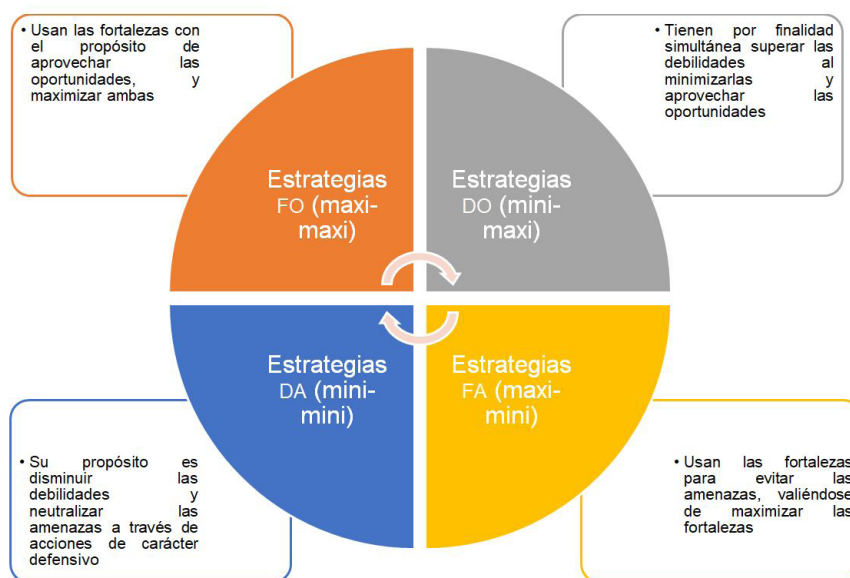 • Usan las fortalezas con
el propósito de
aprovechar las
oportunidades, y
maximizar ambas
• Tienen por finalidad
simultánea superar las
debilidades al
minimizarlas y
aprovechar las
oportunidades
Estrategias
FO (maxi-
maxi)
Estrategias
DO (mini-
maxi)
Estrategias
DA (mini-
mini)
Estrategias
FA (maxi-
mini)
• Su propósito es
disminuir las
debilidades y
neutralizar las
amenazas a través de
acciones de carácter
defensivo
• Usan las fortalezas
para evitar las
amenazas, valiéndose
de maximizar las
fortalezas